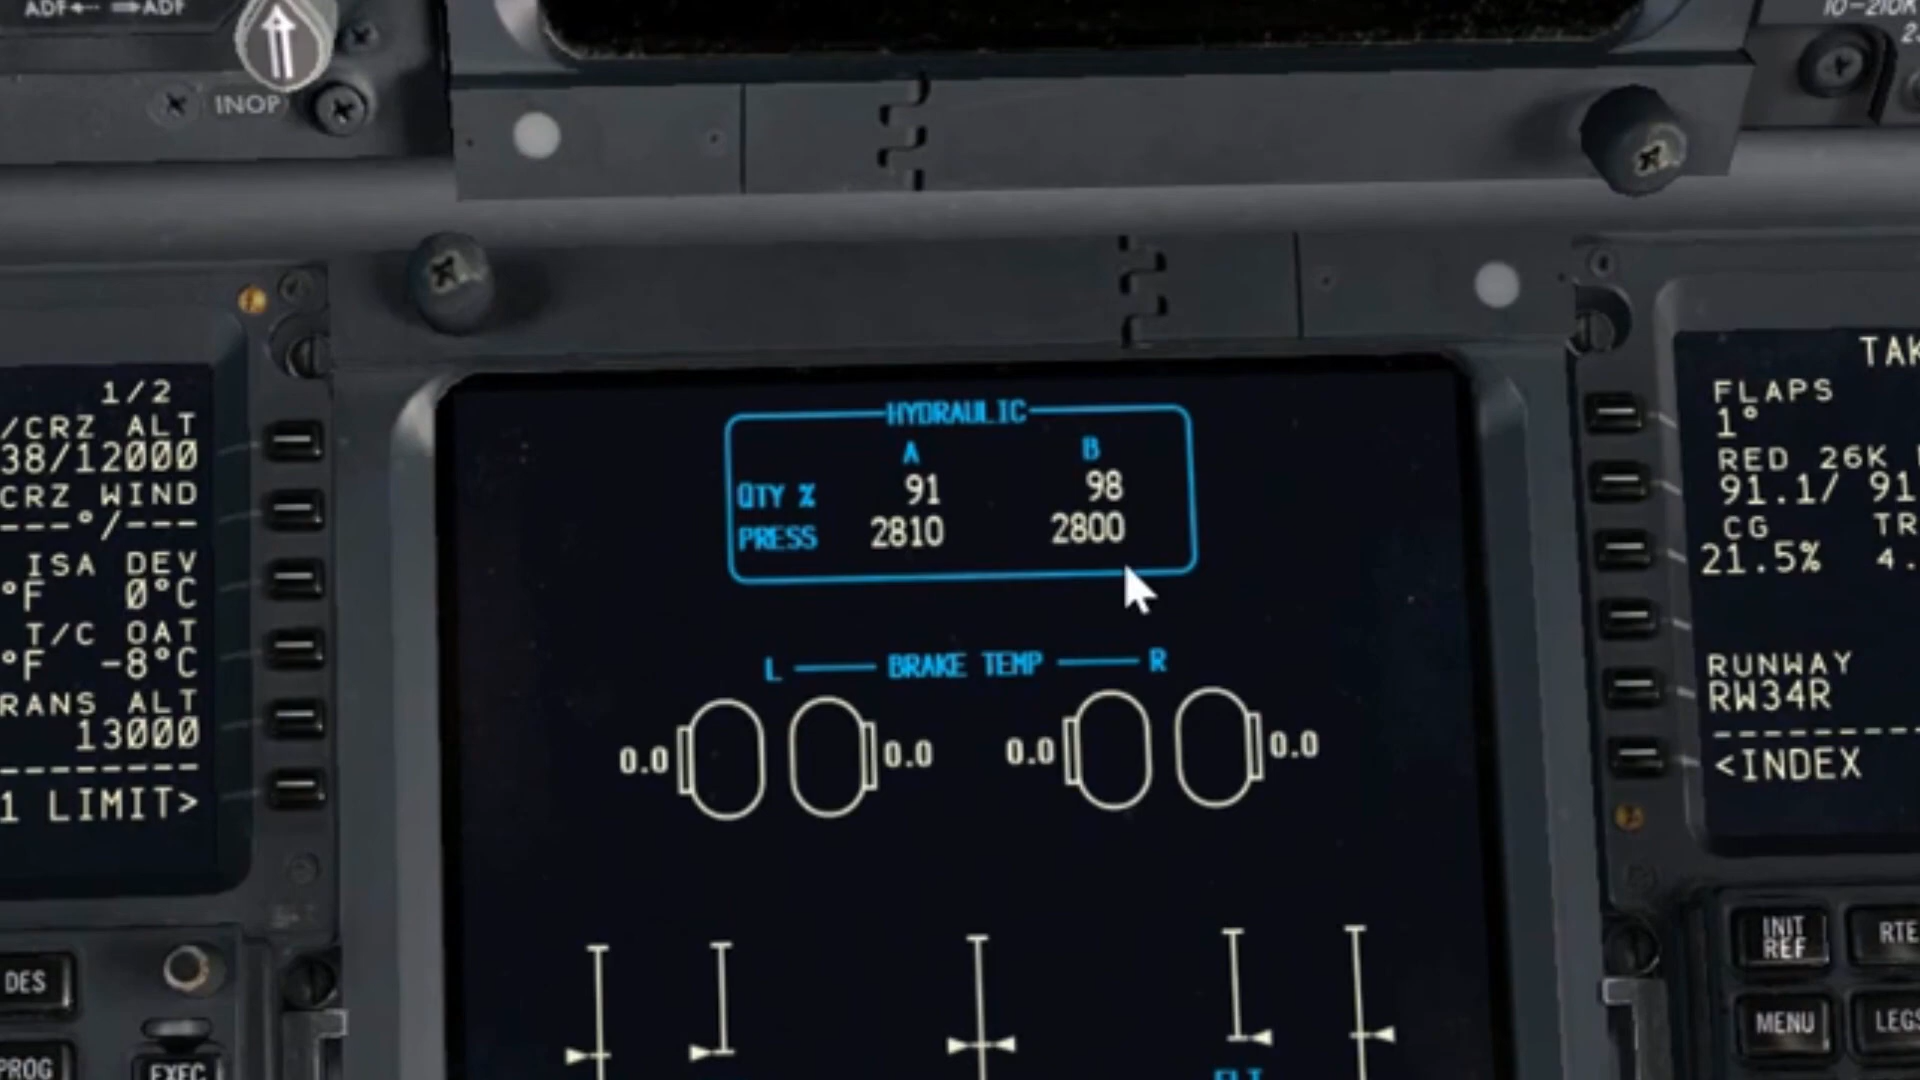 ADF ADF
INOP
1/2
/CRZ ALT
38/12000
CRZ WIND
---°/---
ISA DEV
°F 0°C
T/C OAT
°F -8°C
RANS ALT
13000
--------
1 LIMIT>
DES
PROG
EXEC
HYDRAULIC
A B
QTY % 91 98
PRESS 2810 2800
L BRAKE TEMP R
0.0 0.0 0.0 0.0
FLT
TAK
FLAPS
1°
RED 26K
91.1/ 91
CG TR
21.5% 4.
RUNWAY
RW34R
--------
<INDEX
INIT
REF
RTE
MENU
LEGS